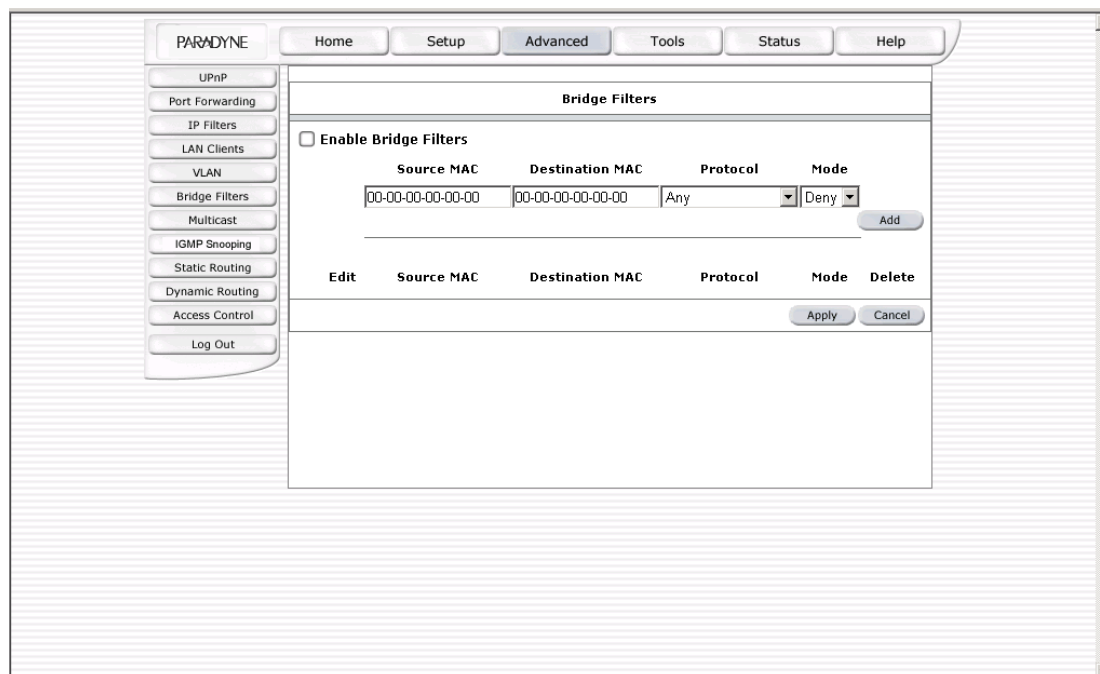 PARADYNE
Home Setup Advanced Tools Status Help
UPnP
Port Forwarding
IP Filters
LAN Clients
VLAN
Bridge Filters
Multicast
IGMP Snooping
Static Routing
Dynamic Routing
Access Control
Log Out
Bridge Filters
Enable Bridge Filters
Source MAC Destination MAC Protocol Mode
00-00-00-00-00-00 00-00-00-00-00-00 Any Deny
Add
Edit Source MAC Destination MAC Protocol Mode Delete
Apply Cancel